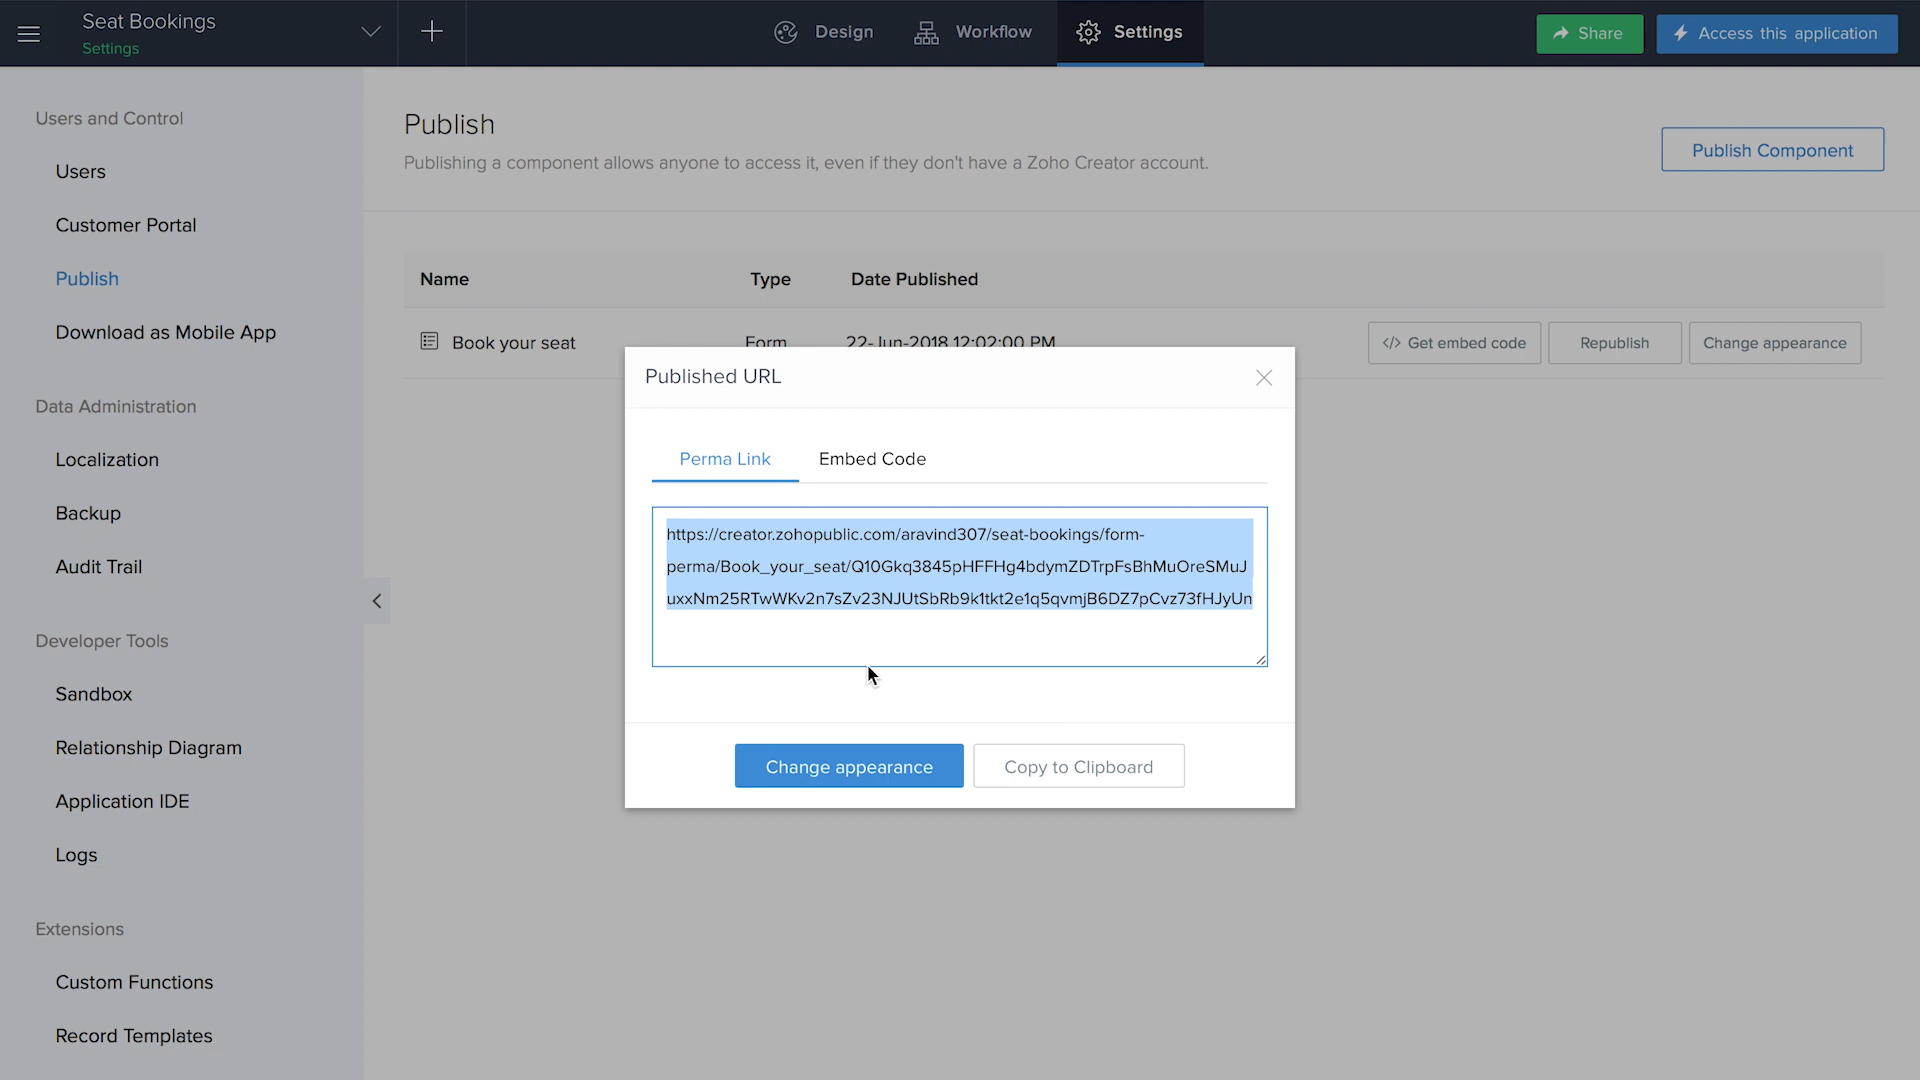 Seat Bookings
Settings
Design
Workflow
Settings
Share
Access this application
Users and Control
Users
Customer Portal
Publish
Download as Mobile App
Data Administration
Localization
Backup
Audit Trail
Developer Tools
Sandbox
Relationship Diagram
Application IDE
Logs
Extensions
Custom Functions
Record Templates
Publish
Publishing a component allows anyone to access it, even if they don't have a Zoho Creator account.
Publish Component
Name Type Date Published
Book your seat Form 22-Jun-2018 12:02:00 PM
</> Get embed code
Republish
Change appearance
Published URL
Perma Link
Embed Code
https://creator.zohopublic.com/aravind307/seat-bookings/form-
perma/Book_your_seat/Q10Gkq3845pHFFHg4bdymZDTrpFsBhMuOreSMuJ
uxxNm25RTwWKv2n7sZv23NJUtSbRb9k1tkt2e1q5qvmjB6DZ7pCvz73fHJyUn
Change appearance
Copy to Clipboard